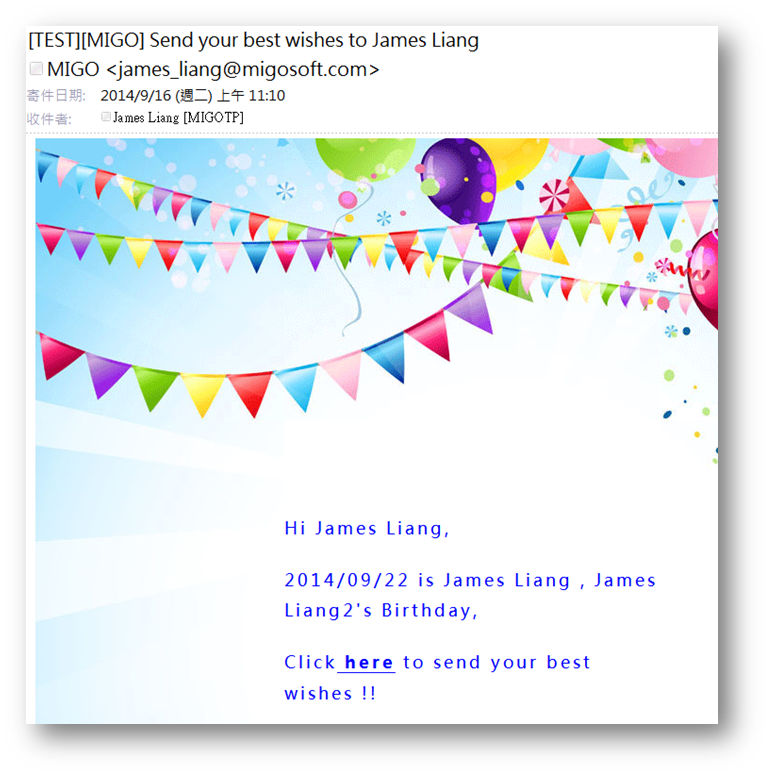 [TEST][MIGO] Send your best wishes to James Liang
MIGO <james_liang@migosoft.com>
寄件日期: 2014/9/16 (週二) 上午 11:10
收件者: James Liang [MIGOTP]
Hi James Liang,
2014/09/22 is James Liang , James
Liang2's Birthday,
Click here to send your best
wishes !!